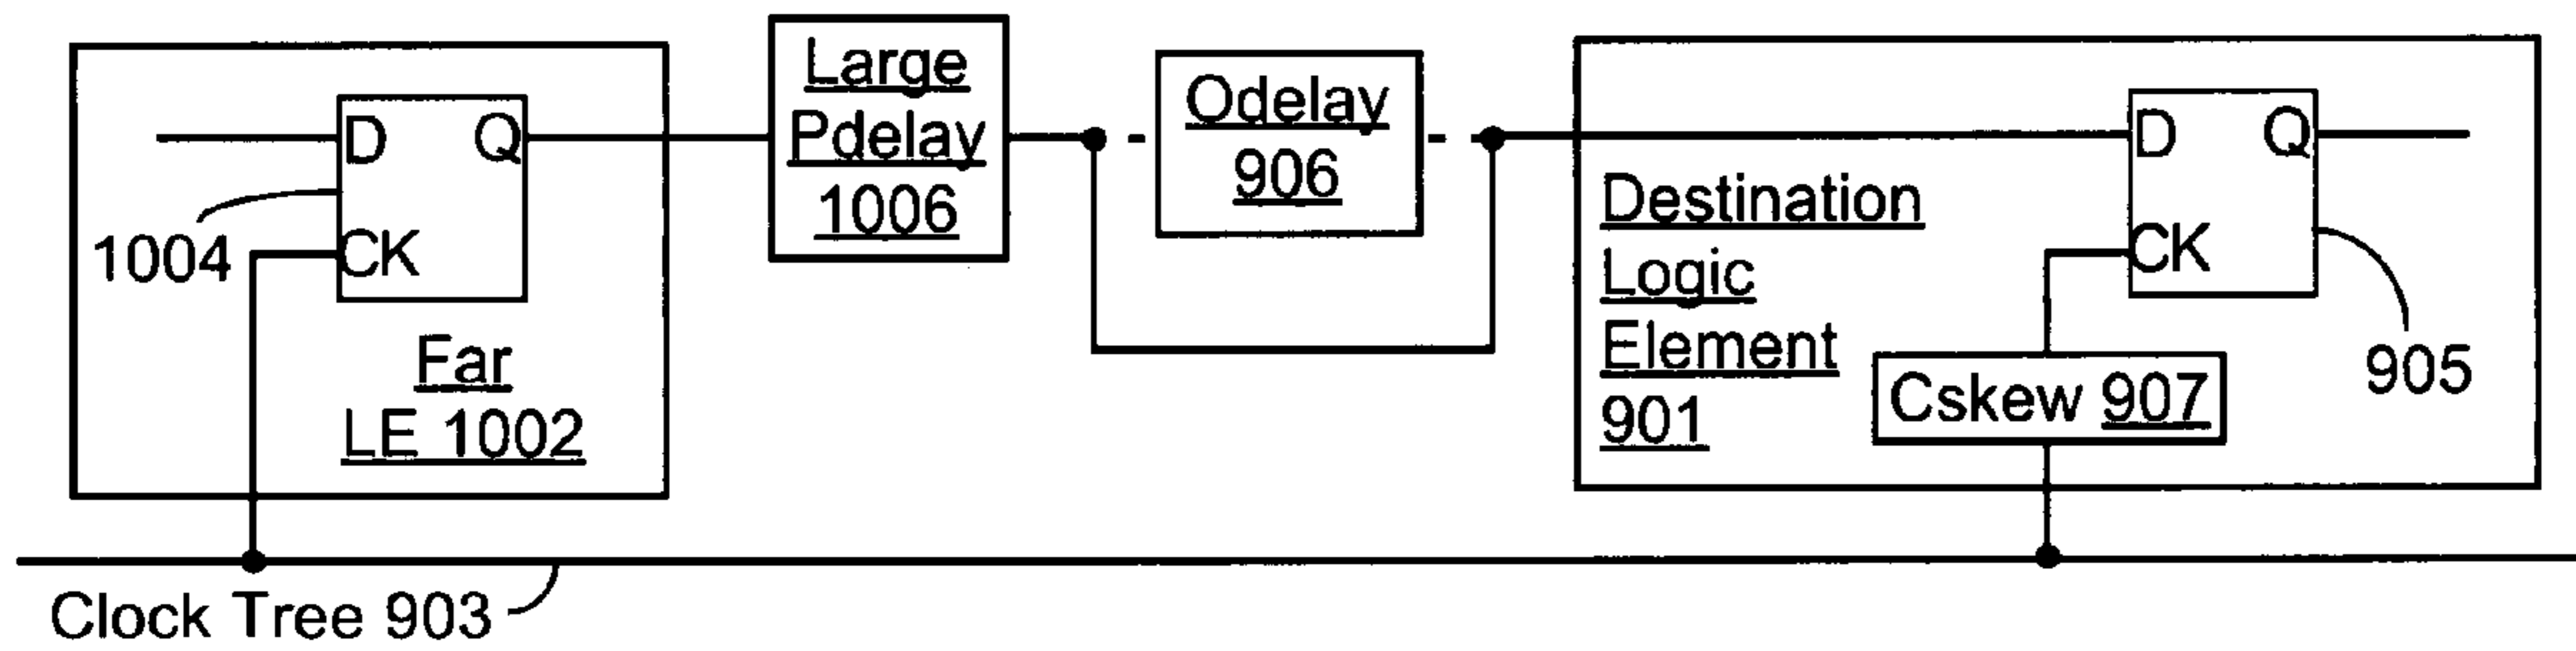 D Q
CK
1004
Far
LE 1002
Large
Pdelay
1006
Odelay
906
Destination
Logic
Element
901
D Q
CK
905
Cskew 907
Clock Tree 903